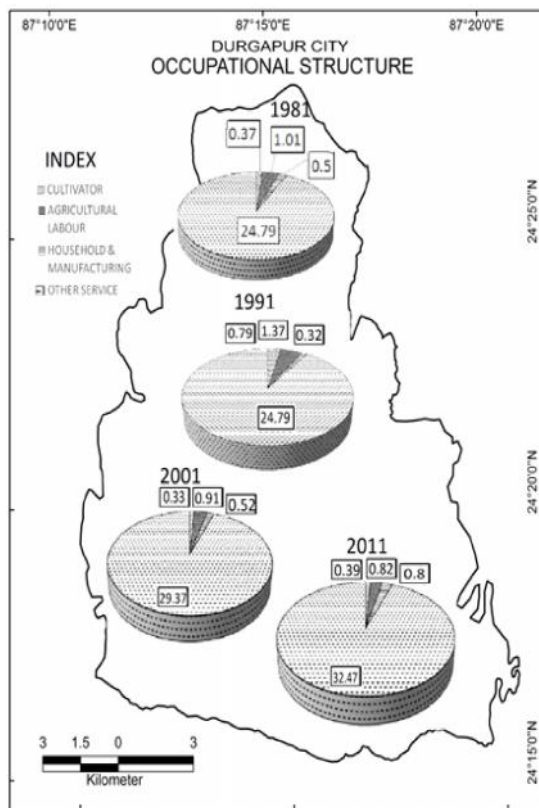 87°10'0"E 87°15'0"E 87°20'0"E
DURGAPUR CITY
OCCUPATIONAL STRUCTURE
1981
0.37 1.01 0.5
24.79
INDEX
CULTIVATOR
AGRICULTURAL
LABOUR
HOUSEHOLD &
MANUFACTURING
OTHER SERVICE
24°25'0"N
1991
0.79 1.37 0.32
24.79
24°20'0"N
2001
0.33 0.91 0.52
29.37
2011
0.39 0.82 0.8
32.47
3 1.5 0 3
Kilometer
24°15'0"N